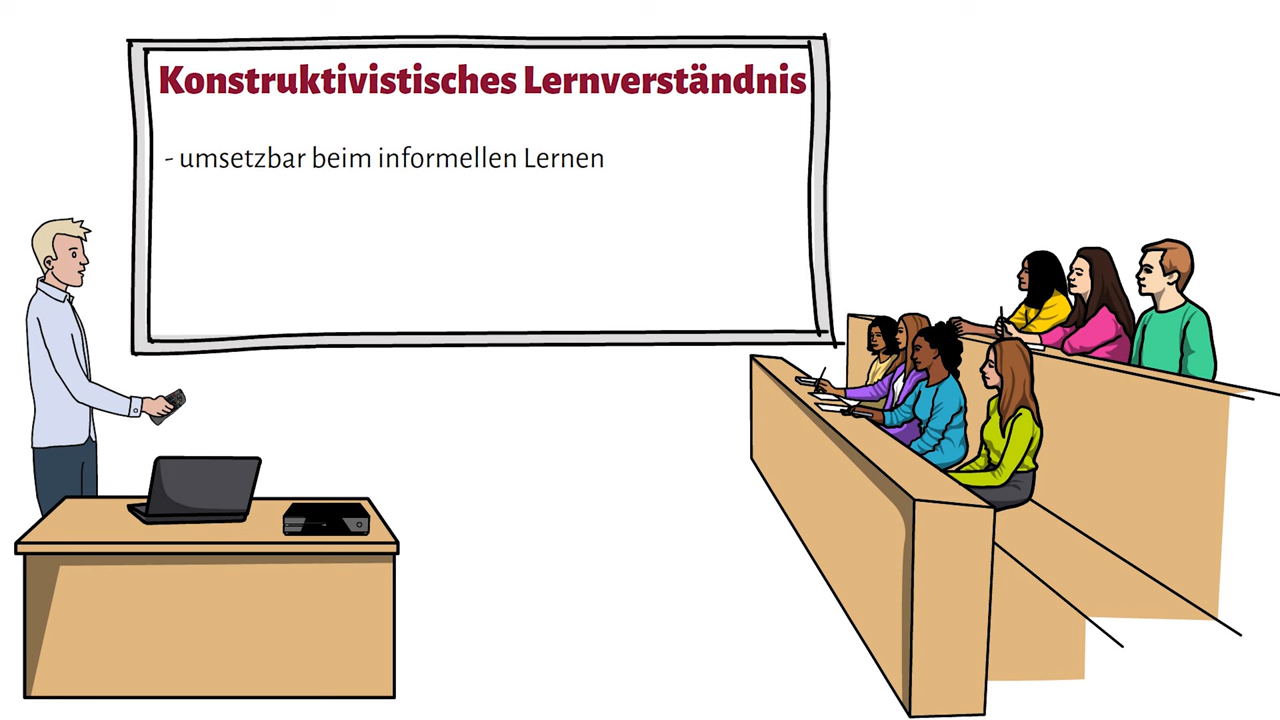 Konstruktivistisches Lernverständnis
- umsetzbar beim informellen Lernen